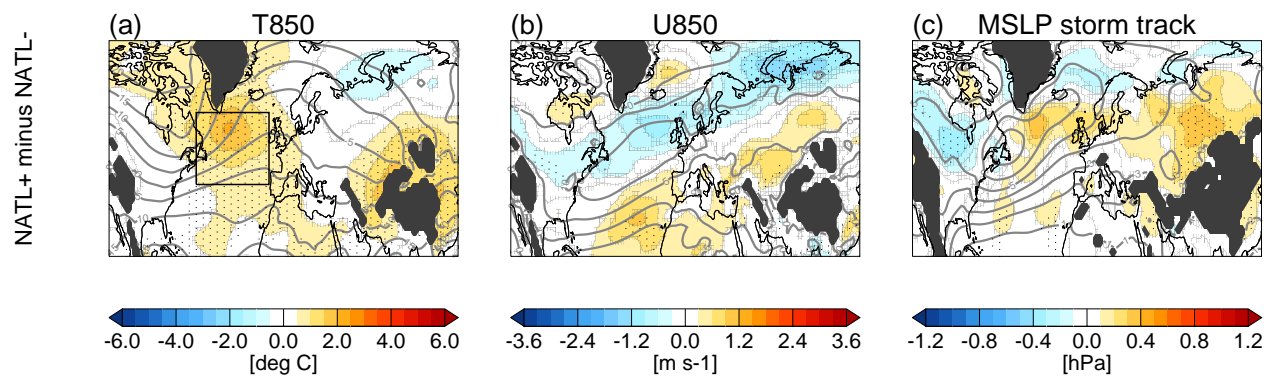 NATL+ minus NATL-
(a) T850
(b) U850
(c) MSLP storm track
-6.0 -4.0 -2.0 0.0 2.0 4.0 6.0
[deg C]
-3.6 -2.4 -1.2 0.0 1.2 2.4 3.6
[m s-1]
-1.2 -0.8 -0.4 0.0 0.4 0.8 1.2
[hPa]